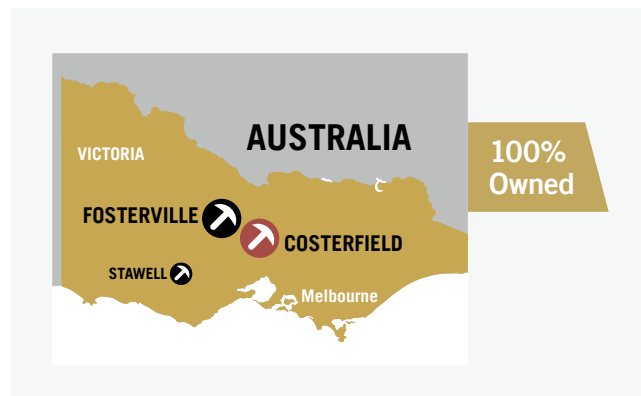 AUSTRALIA
VICTORIA
100%
Owned
FOSTERVILLE
COSTERFIELD
STAWELL
Melbourne